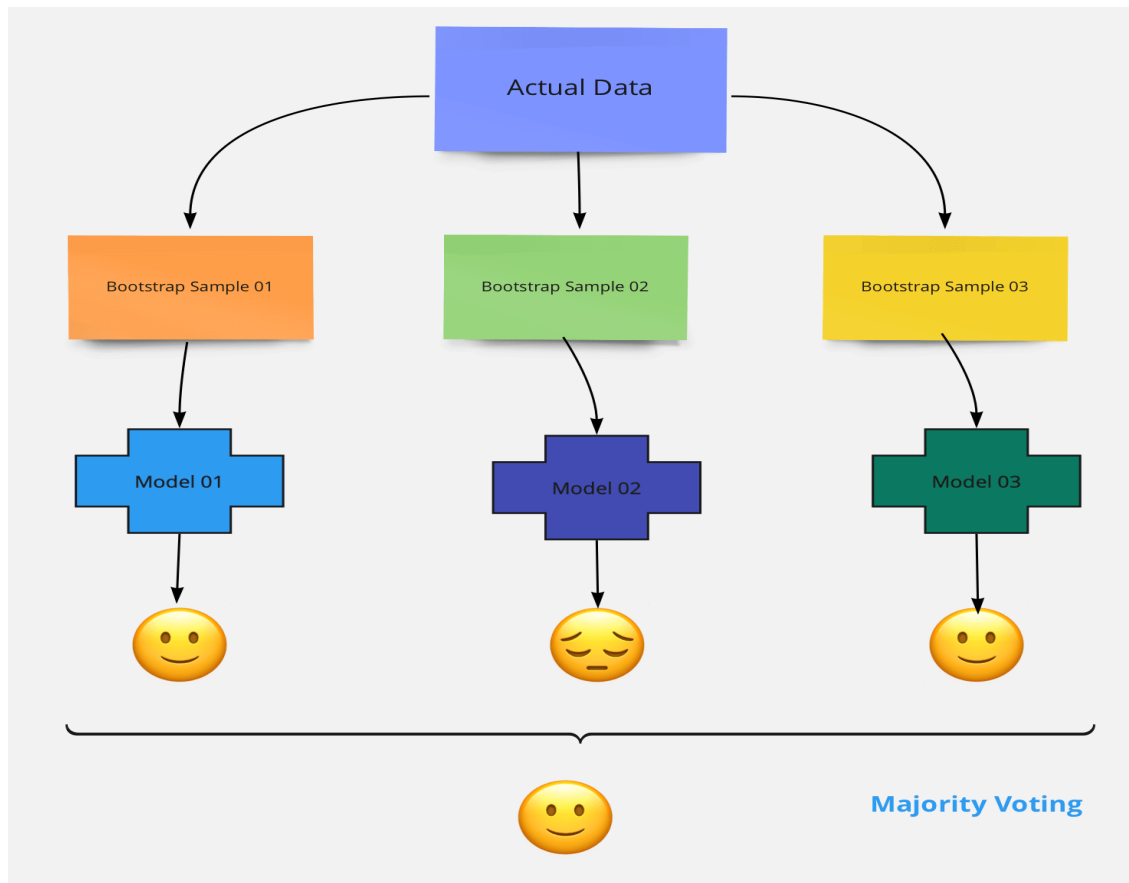 Actual Data
Bootstrap Sample 01
Bootstrap Sample 02
Bootstrap Sample 03
Model 01
Model 02
Model 03
Majority Voting